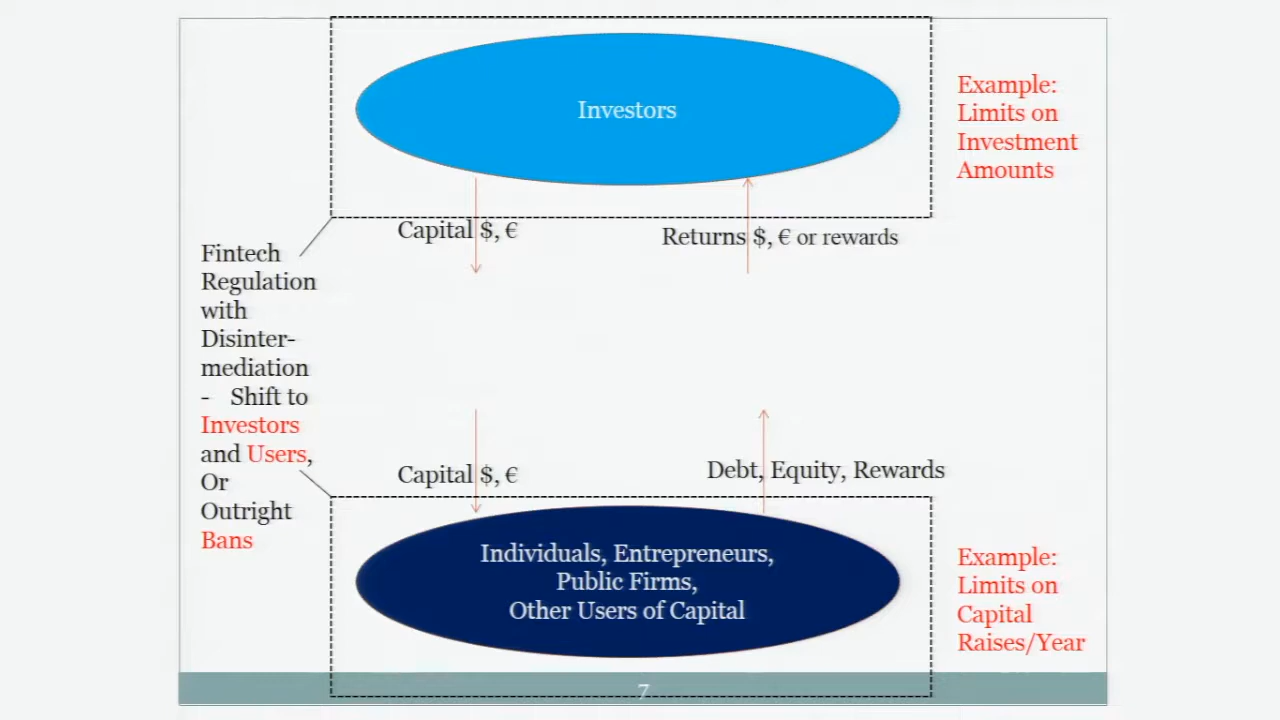 Investors
Example:
Limits on
Investment
Amounts
Capital $, €
Returns $, € or rewards
Fintech
Regulation
with
Disinter-
mediation
- Shift to
Investors
and Users,
Or
Outright
Bans
Capital $, €
Debt, Equity, Rewards
Individuals, Entrepreneurs,
Public Firms,
Other Users of Capital
Example:
Limits on
Capital
Raises/Year
7